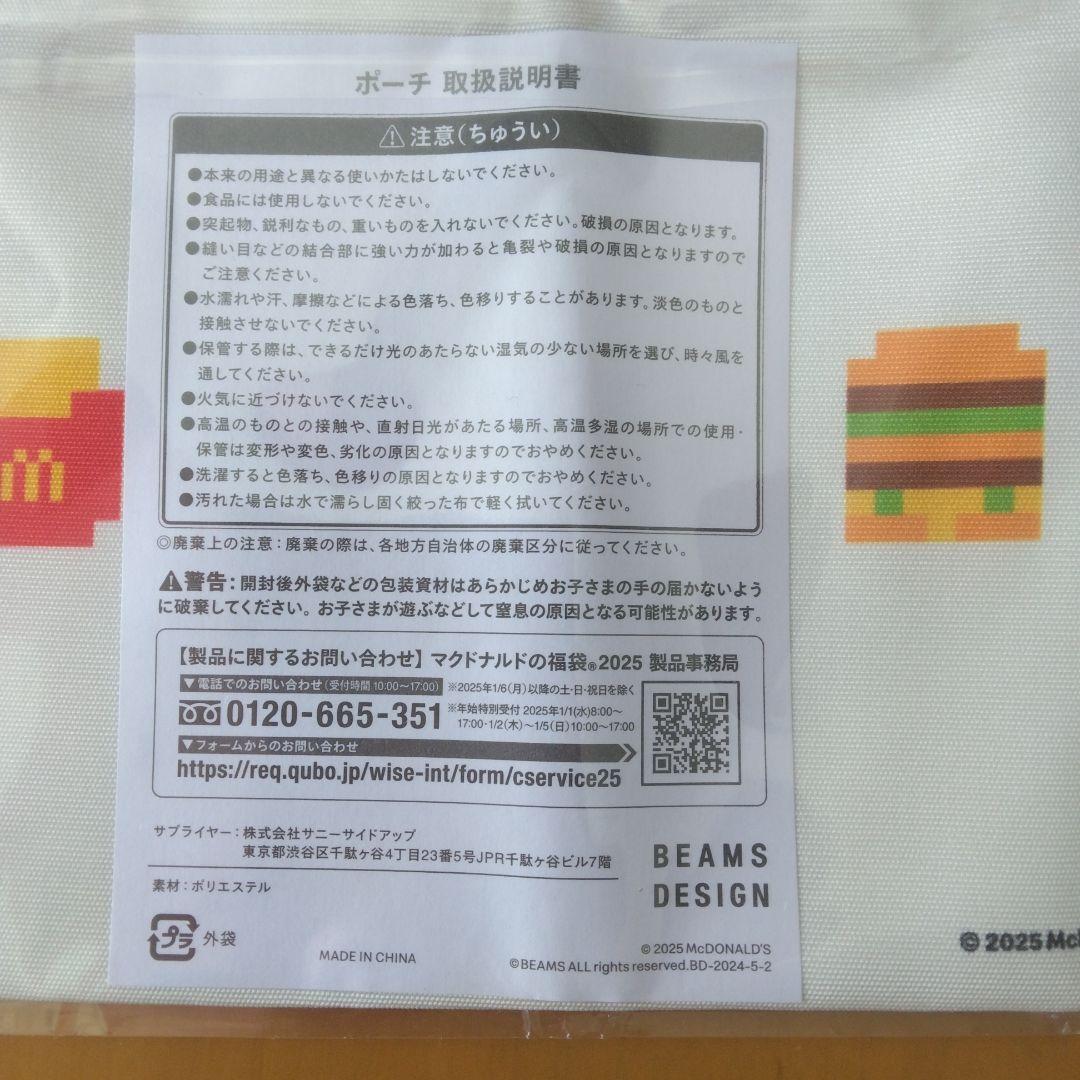 ポーチ 取扱説明書
⚠注意(ちゅうい)
●本来の用途と異なる使いかたはしないでください。
●食品には使用しないでください。
●突起物、鋭利なもの、重いものを入れないでください。破損の原因となります。
●縫い目などの結合部に強い力が加わると亀裂や破損の原因となりますので
ご注意ください。
●水濡れや汗、摩擦などによる色落ち、色移りすることがあります。淡色のものと
接触させないでください。
●保管する際は、できるだけ光のあたらない湿気の少ない場所を選び、時々風を
通してください。
●火気に近づけないでください。
●高温のものとの接触や、直射日光があたる場所、高温多湿の場所での使用・
保管は変形や変色、劣化の原因となりますのでおやめください。
●洗濯すると色落ち、色移りの原因となりますのでおやめください。
●汚れた場合は水で濡らし固く絞った布で軽く拭いてください。
◎廃棄上の注意：廃棄の際は、各地方自治体の廃棄区分に従ってください。
⚠警告：開封後外袋などの包装資材はあらかじめお子さまの手の届かないよう
に破棄してください。お子さまが遊ぶなどして窒息の原因となる可能性があります。
【製品に関するお問い合わせ】マクドナルドの福袋®2025 製品事務局
▼電話でのお問い合わせ(受付時間 10:00〜17:00) ※2025年1/6(月)以降の土・日・祝日を除く
0120-665-351 ※年始特別受付 2025年1/1(水)8:00〜
17:00・1/2(木)〜1/5(日)10:00〜17:00
▼フォームからのお問い合わせ
https://req.qubo.jp/wise-int/form/cservice25
サプライヤー：株式会社サニーサイドアップ
東京都渋谷区千駄ヶ谷4丁目23番5号JPR千駄ヶ谷ビル7階
素材：ポリエステル
BEAMS
DESIGN
プラ 外袋
MADE IN CHINA
© 2025 McDONALD'S
©BEAMS ALL rights reserved.BD-2024-5-2
m
© 2025 McD